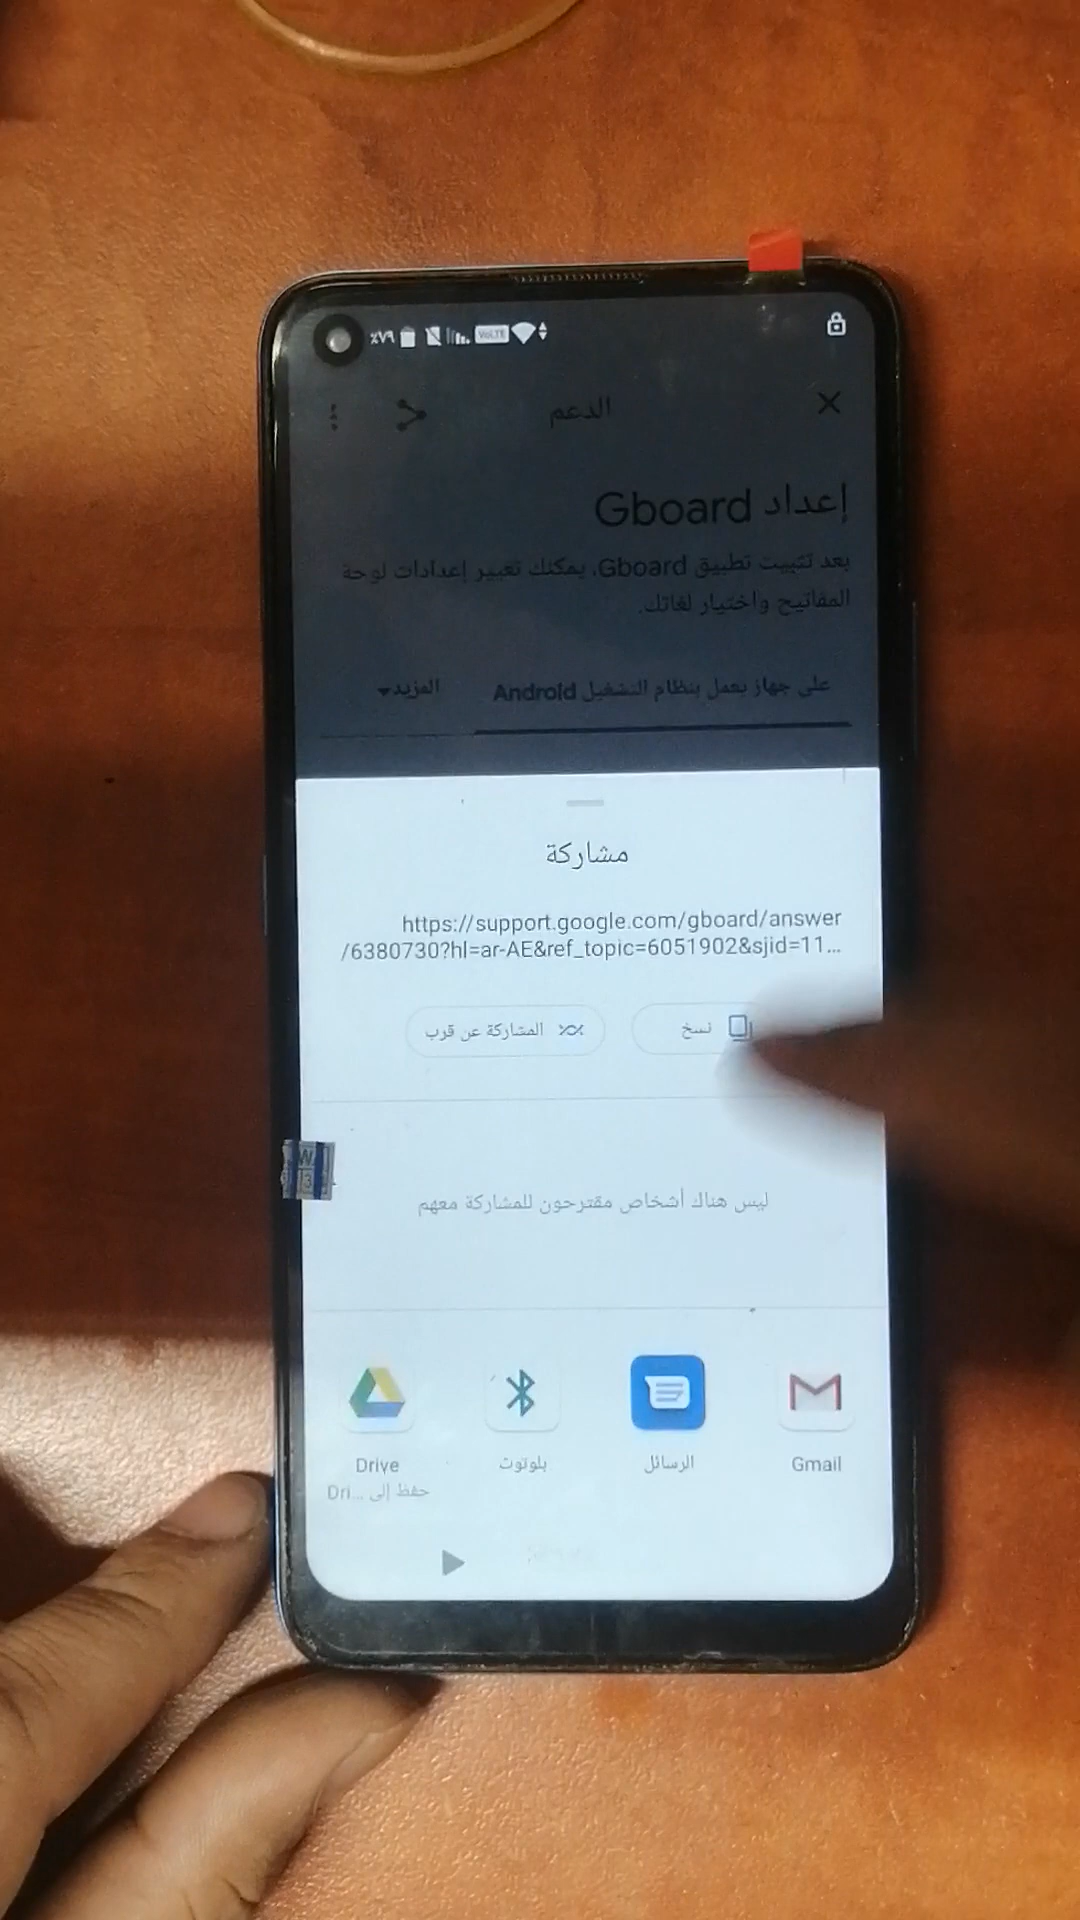 ٪٧٩
VoLTE
الدعم
إعداد Gboard
بعد تثبيت تطبيق Gboard، يمكنك تغيير إعدادات لوحة
المفاتيح واختيار لغاتك.
على جهاز يعمل بنظام التشغيل Android
المزيد
مشاركة
https://support.google.com/gboard/answer
/6380730?hl=ar-AE&ref_topic=6051902&sjid=11...
نسخ
المشاركة عن قرب
ليس هناك أشخاص مقترحون للمشاركة معهم
Gmail
الرسائل
بلوتوث
Drive
حفظ إلى Dri...